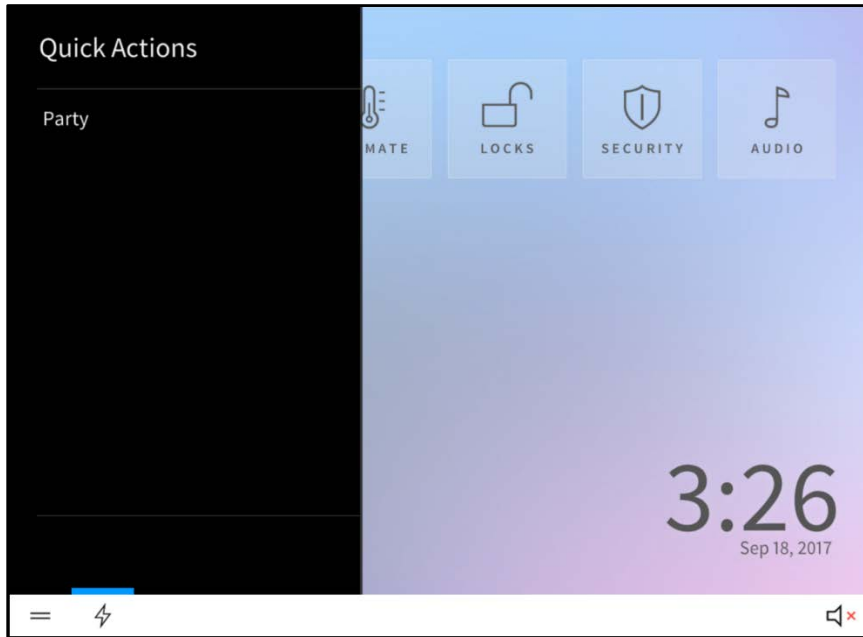 Quick Actions
Party
MATE
LOCKS
SECURITY
AUDIO
3:26
Sep 18, 2017